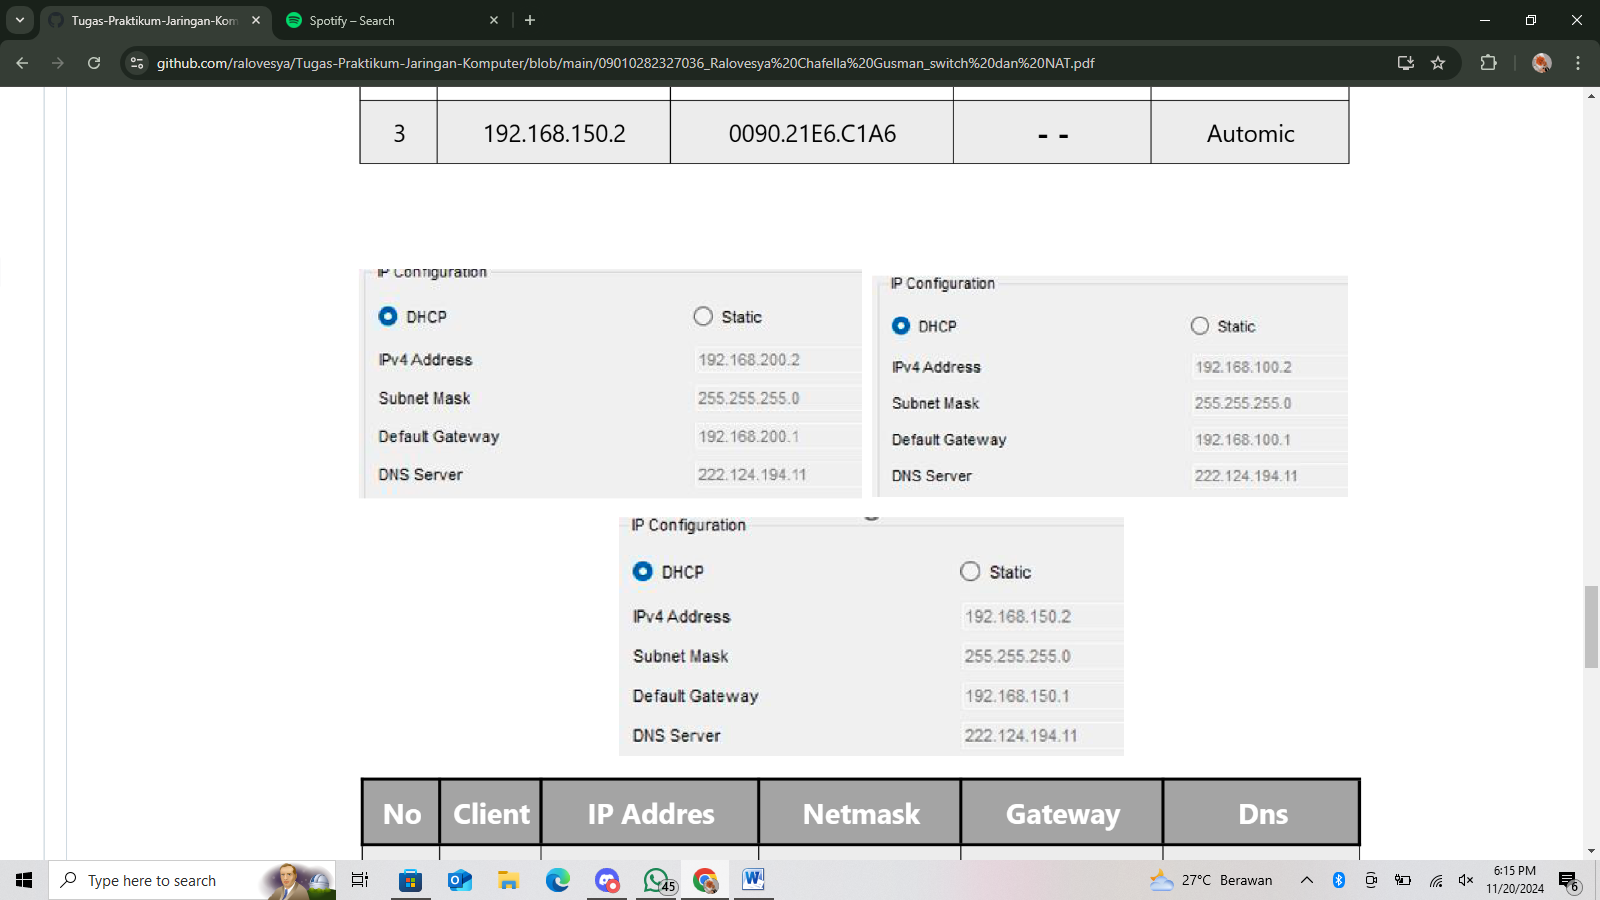 Tugas-Praktikum-Jaringan-Kom
Spotify – Search
github.com/ralovesya/Tugas-Praktikum-Jaringan-Komputer/blob/main/09010282327036_Ralovesya%20Chafella%20Gusman_switch%20dan%20NAT.pdf
3 192.168.150.2 0090.21E6.C1A6 - - Automic
IP Configuration
DHCP Static
IPv4 Address 192.168.200.2
Subnet Mask 255.255.255.0
Default Gateway 192.168.200.1
DNS Server 222.124.194.11
IP Configuration
DHCP Static
IPv4 Address 192.168.100.2
Subnet Mask 255.255.255.0
Default Gateway 192.168.100.1
DNS Server 222.124.194.11
IP Configuration
DHCP Static
IPv4 Address 192.168.150.2
Subnet Mask 255.255.255.0
Default Gateway 192.168.150.1
DNS Server 222.124.194.11
No Client IP Addres Netmask Gateway Dns
Type here to search
45
27°C Berawan
6:15 PM
11/20/2024
6